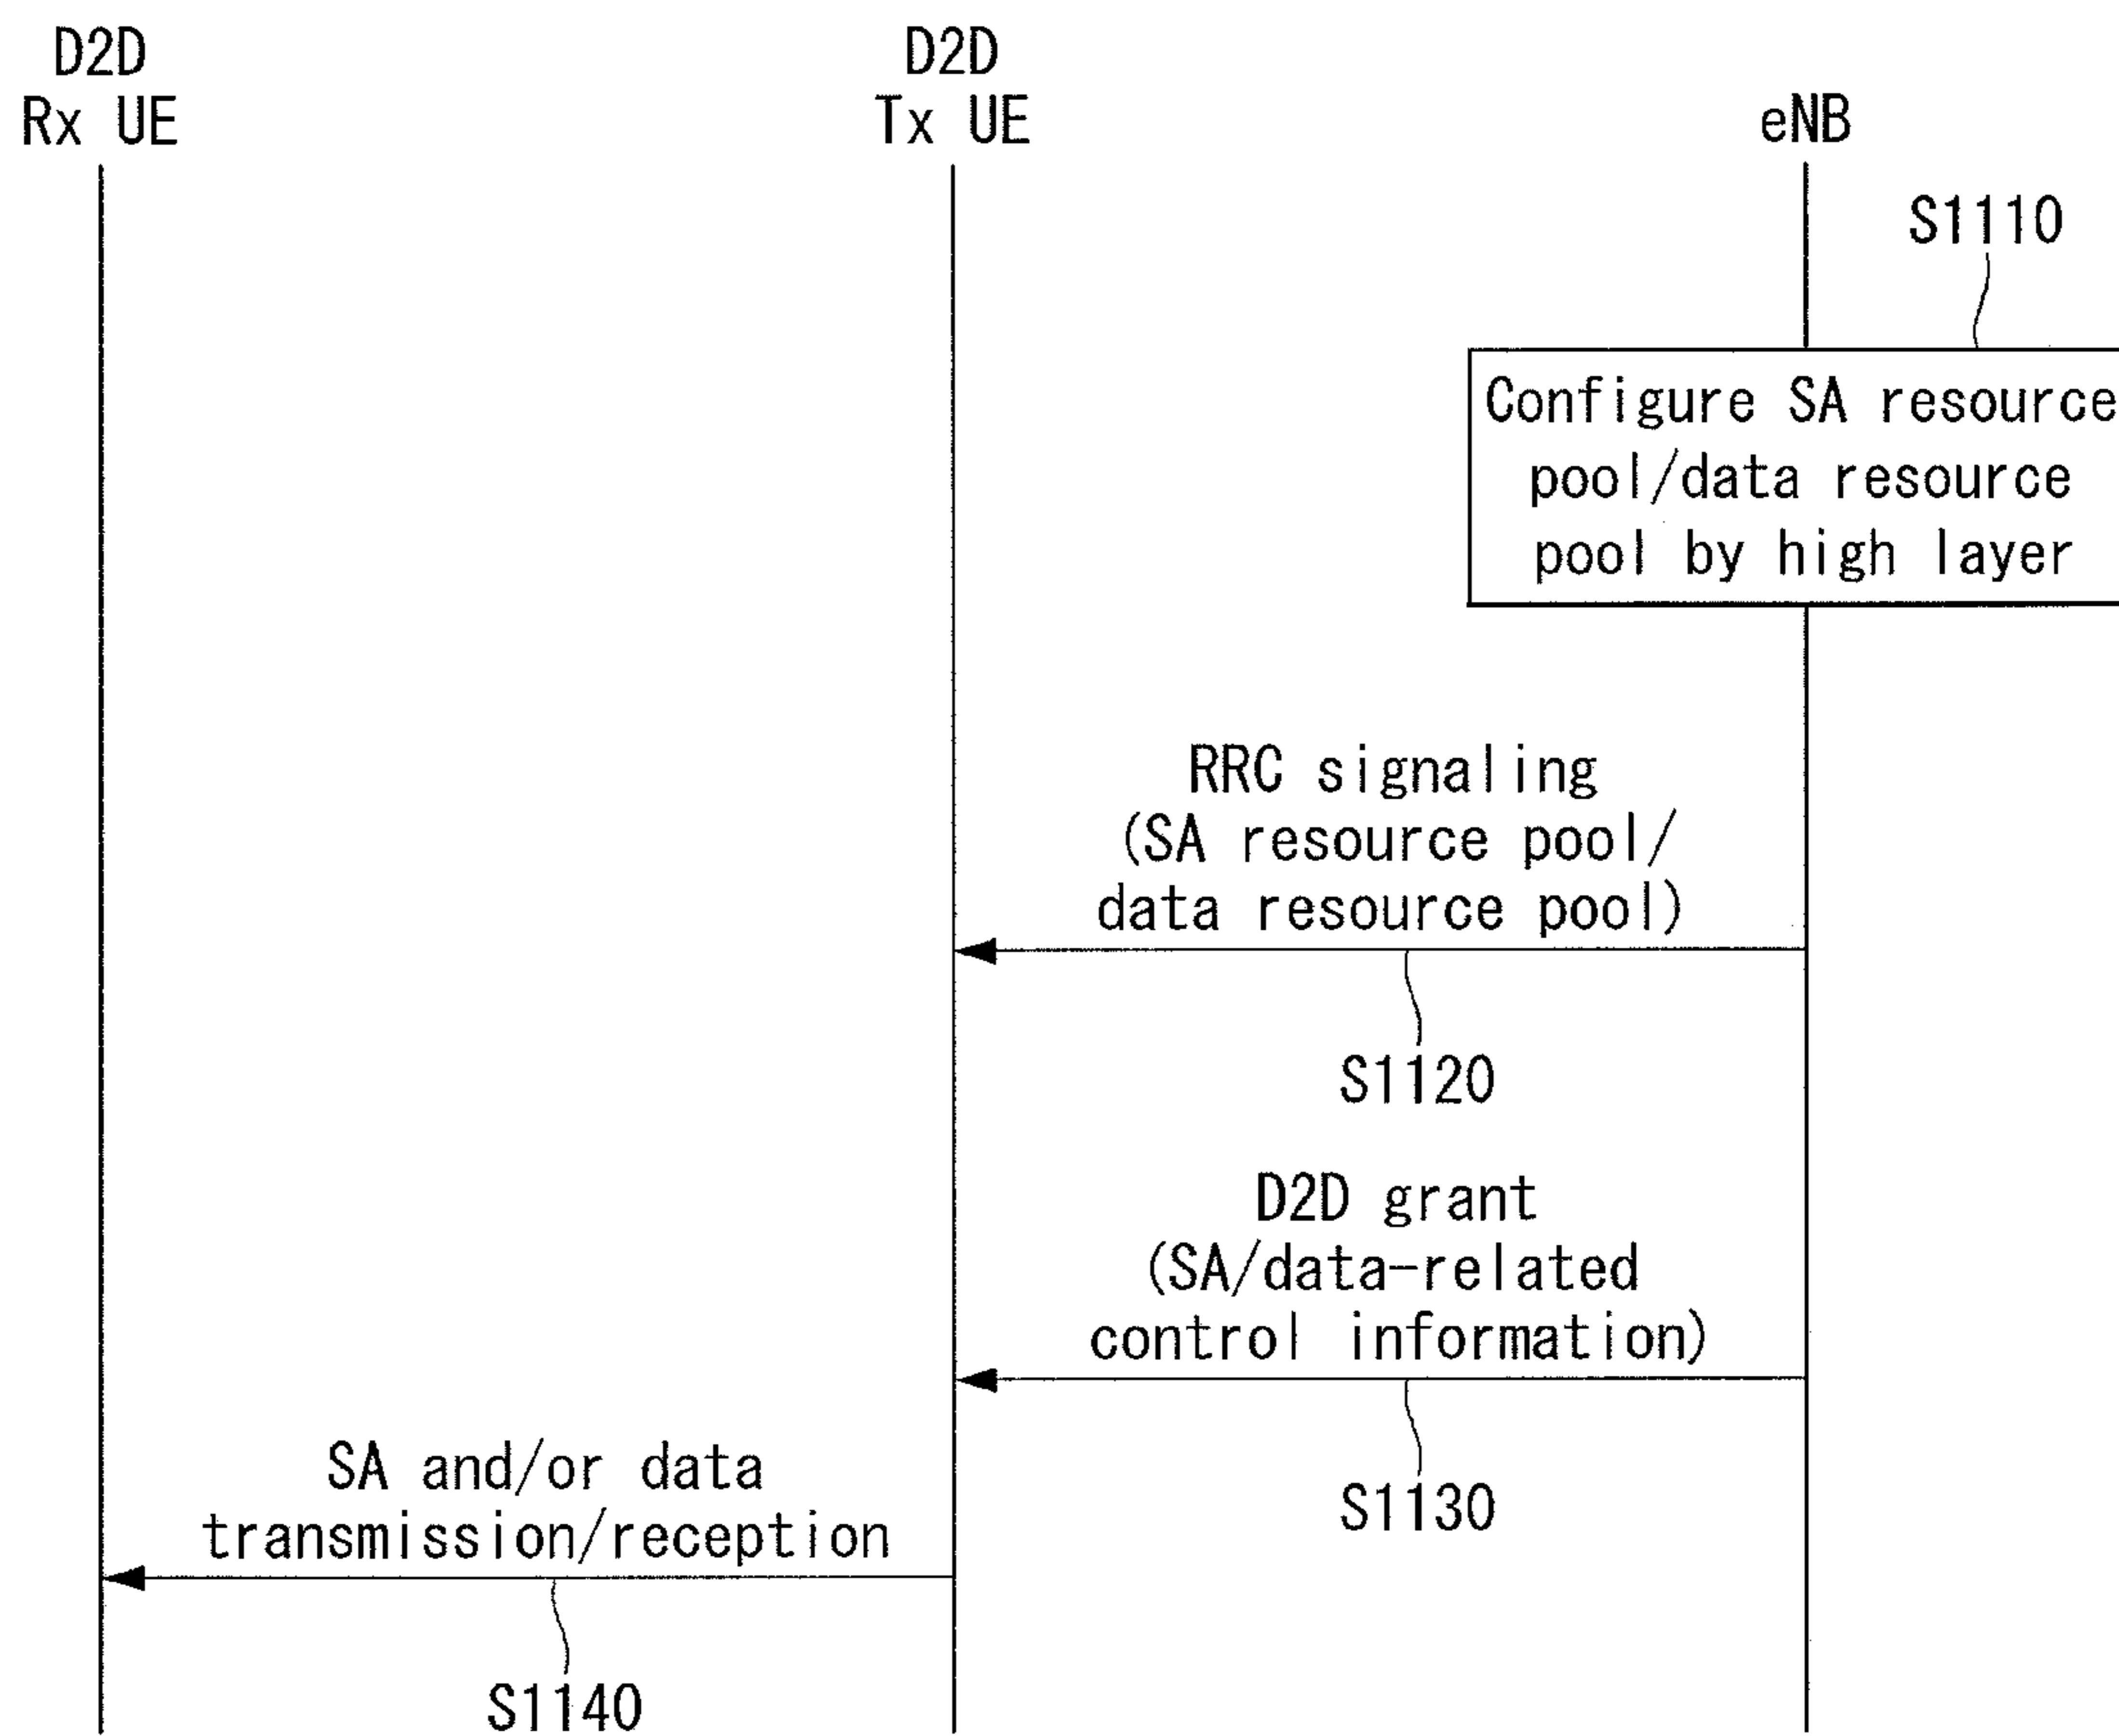 D2D
Rx UE
D2D
Tx UE
eNB
S1110
Configure SA resource
pool/data resource
pool by high layer
RRC signaling
(SA resource pool/
data resource pool)
S1120
D2D grant
(SA/data-related
control information)
S1130
SA and/or data
transmission/reception
S1140